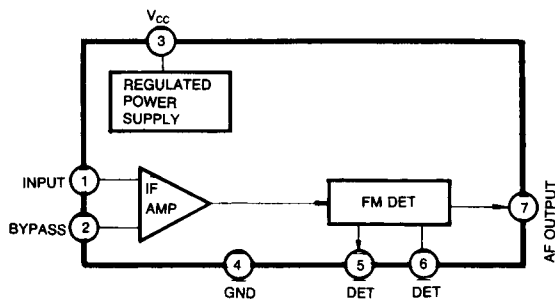 VCC
3
REGULATED
POWER
SUPPLY
INPUT
1
IF
AMP
BYPASS
2
FM DET
7
AF OUTPUT
4
5
6
GND
DET
DET